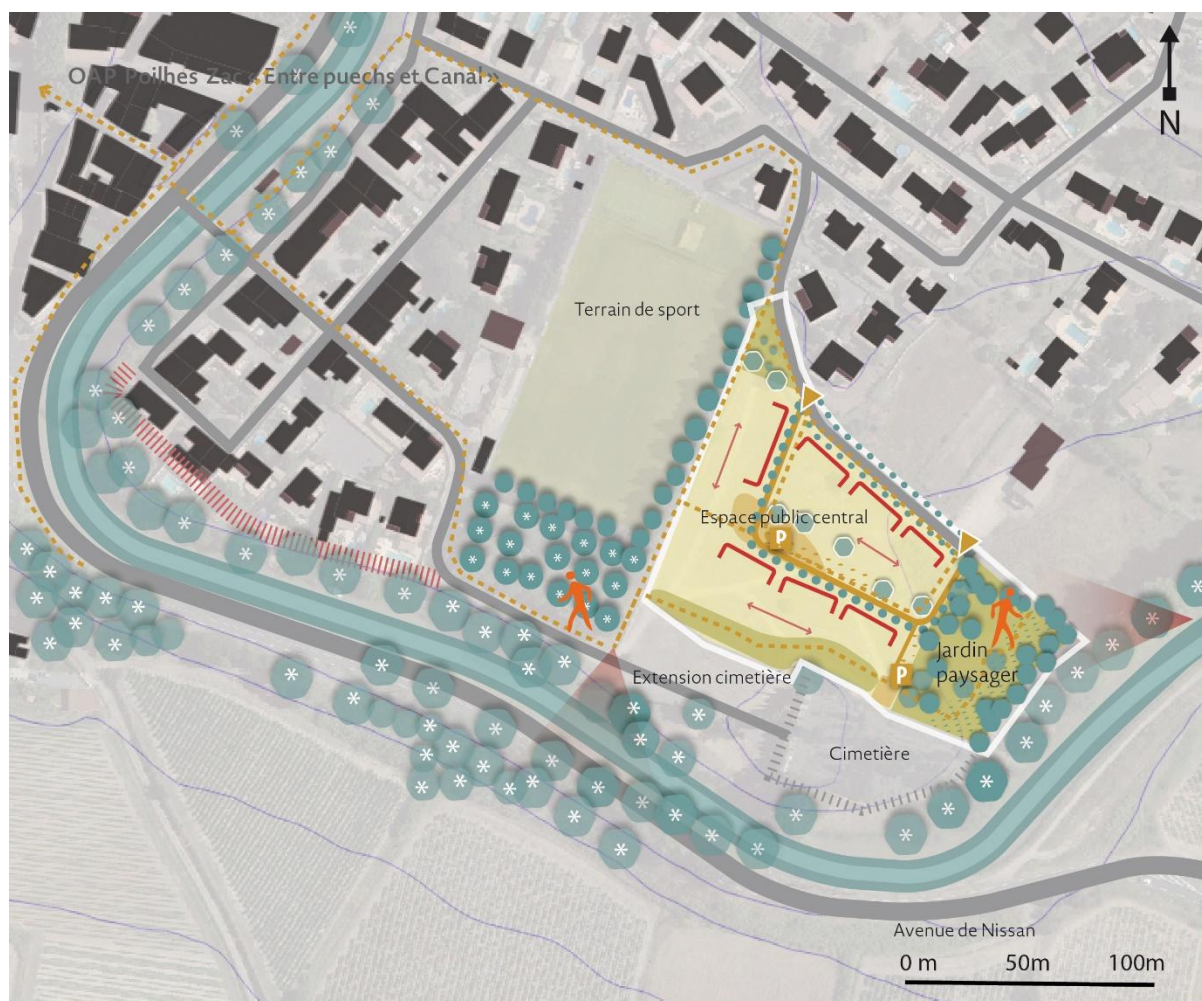 OAP Poilhes Zac « Entre puechs et Canal »
N
Terrain de sport
Espace public central
P
Jardin
paysager
P
Extension cimetière
Cimetière
Avenue de Nissan
0 m 50m 100m